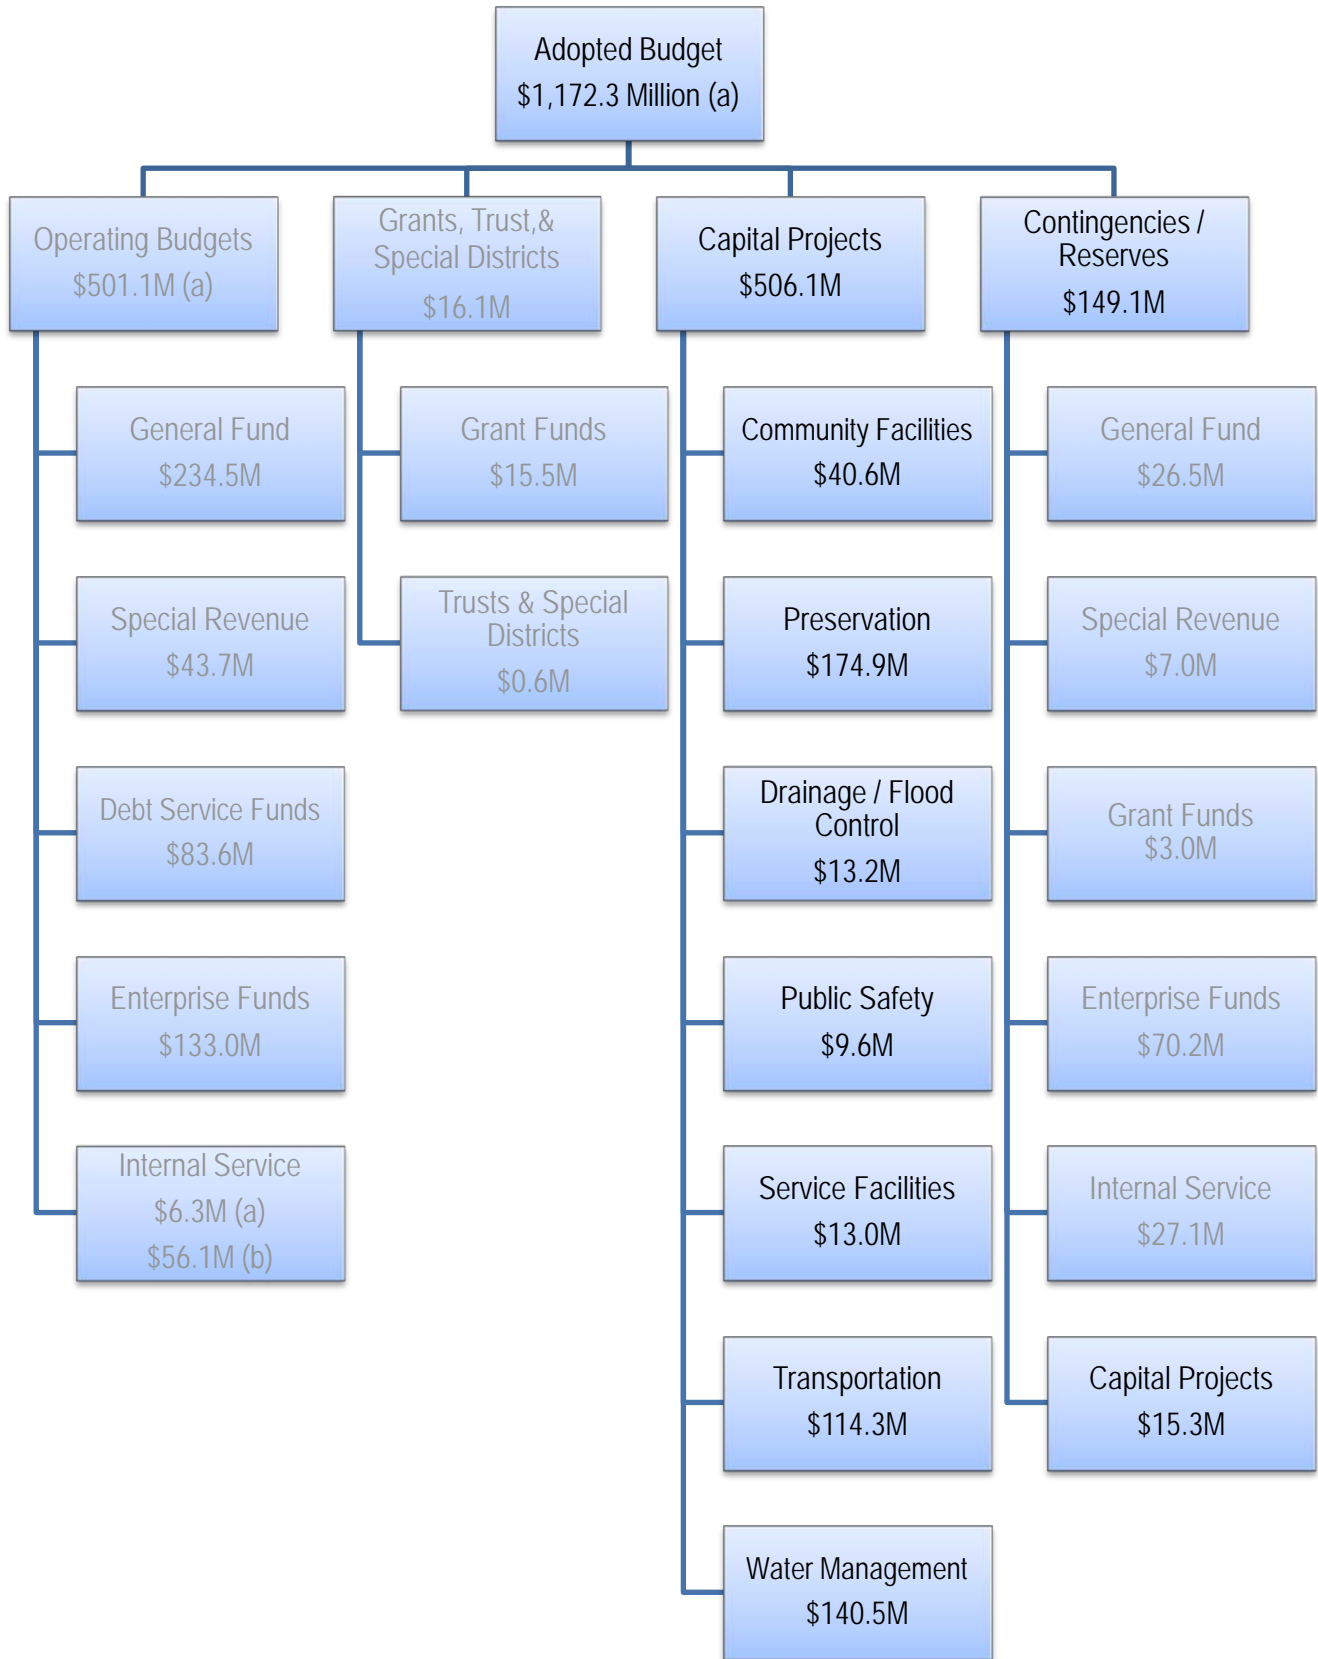 Adopted Budget
$1,172.3 Million (a)
Operating Budgets
$501.1M (a)
Grants, Trust,&
Special Districts
$16.1M
Capital Projects
$506.1M
Contingencies /
Reserves
$149.1M
General Fund
$234.5M
Special Revenue
$43.7M
Debt Service Funds
$83.6M
Enterprise Funds
$133.0M
Internal Service
$6.3M (a)
$56.1M (b)
Grant Funds
$15.5M
Trusts & Special
Districts
$0.6M
Community Facilities
$40.6M
Preservation
$174.9M
Drainage / Flood
Control
$13.2M
Public Safety
$9.6M
Service Facilities
$13.0M
Transportation
$114.3M
Water Management
$140.5M
General Fund
$26.5M
Special Revenue
$7.0M
Grant Funds
$3.0M
Enterprise Funds
$70.2M
Internal Service
$27.1M
Capital Projects
$15.3M